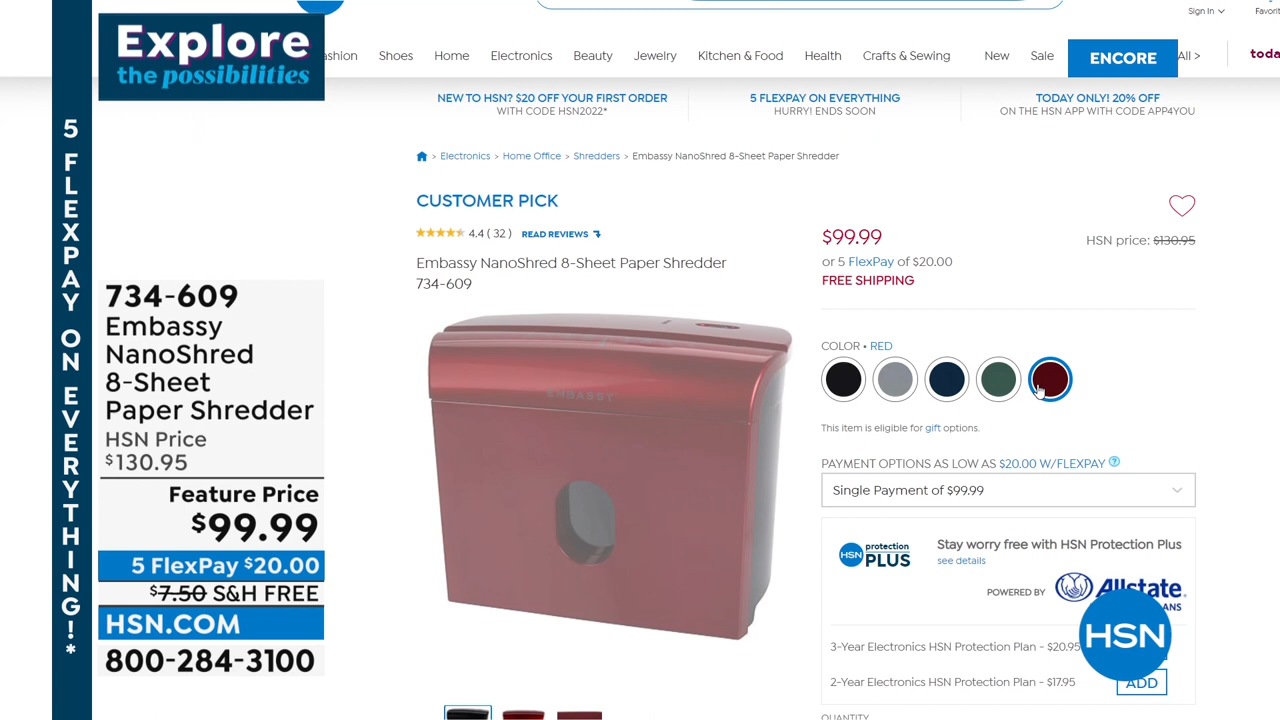 Explore
the possibilities
5 FLEXPAY ON EVERYTHING!*
734-609
Embassy
NanoShred
8-Sheet
Paper Shredder
HSN Price
$130.95
Feature Price
$99.99
5 FlexPay $20.00
$7.50 S&H FREE
HSN.COM
800-284-3100
Sign In
Favorit
ashion Shoes Home Electronics Beauty Jewelry Kitchen & Food Health Crafts & Sewing New Sale ENCORE All > toda
NEW TO HSN? $20 OFF YOUR FIRST ORDER
WITH CODE HSN2022*
5 FLEXPAY ON EVERYTHING
HURRY! ENDS SOON
TODAY ONLY! 20% OFF
ON THE HSN APP WITH CODE APP4YOU
> Electronics > Home Office > Shredders > Embassy NanoShred 8-Sheet Paper Shredder
CUSTOMER PICK
4.4 ( 32 ) READ REVIEWS
Embassy NanoShred 8-Sheet Paper Shredder
734-609
EMBASSY
$99.99
HSN price: $130.95
or 5 FlexPay of $20.00
FREE SHIPPING
COLOR • RED
This item is eligible for gift options.
PAYMENT OPTIONS AS LOW AS $20.00 W/FLEXPAY ?
Single Payment of $99.99
HSN protection PLUS
Stay worry free with HSN Protection Plus
see details
POWERED BY Allstate
ANS
HSN
3-Year Electronics HSN Protection Plan - $20.95
2-Year Electronics HSN Protection Plan - $17.95
ADD
QUANTITY